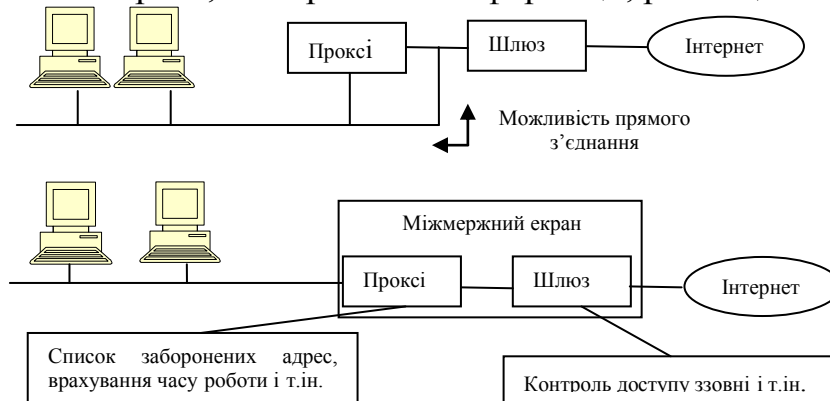 Проксі
Шлюз
Інтернет
Можливість прямого
з’єднання
Міжмержний екран
Проксі
Шлюз
Інтернет
Список заборонених адрес,
врахування часу роботи і т.ін.
Контроль доступу ззовні і т.ін.